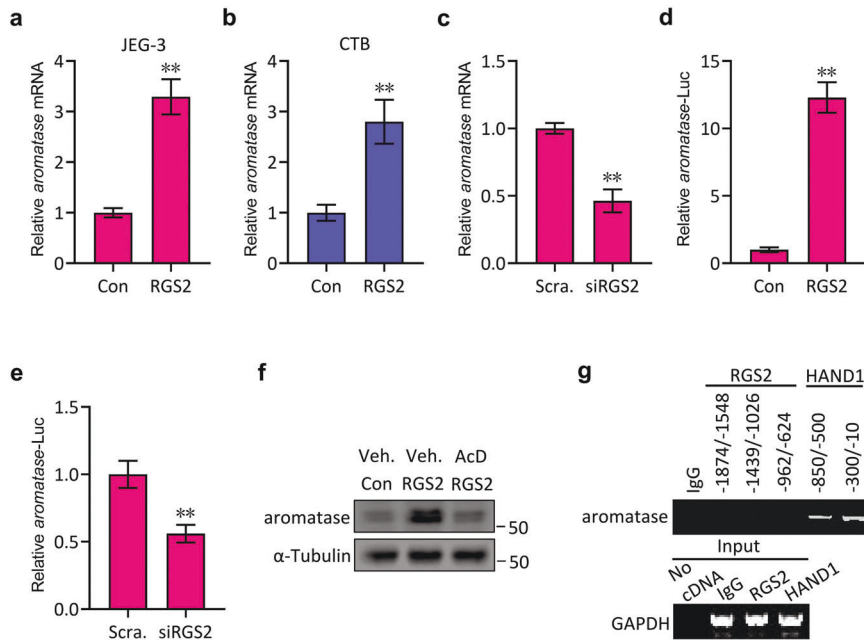 a
JEG-3
Relative aromatase mRNA
4
3
2
1
0
**
Con
RGS2
b
CTB
Relative aromatase mRNA
4
3
2
1
0
**
Con
RGS2
c
Relative aromatase mRNA
1.5
1.0
0.5
0.0
**
Scra.
siRGS2
d
Relative aromatase-Luc
15
10
5
0
**
Con
RGS2
e
Relative aromatase-Luc
1.5
1.0
0.5
0.0
**
Scra.
siRGS2
f
Veh. Veh. AcD
Con RGS2 RGS2
aromatase
50
α-Tubulin
50
g
RGS2 HAND1
IgG
-1874/-1548
-1439/-1026
-962/-624
-850/-500
-300/-10
aromatase
Input
No cDNA
IgG
RGS2
HAND1
GAPDH